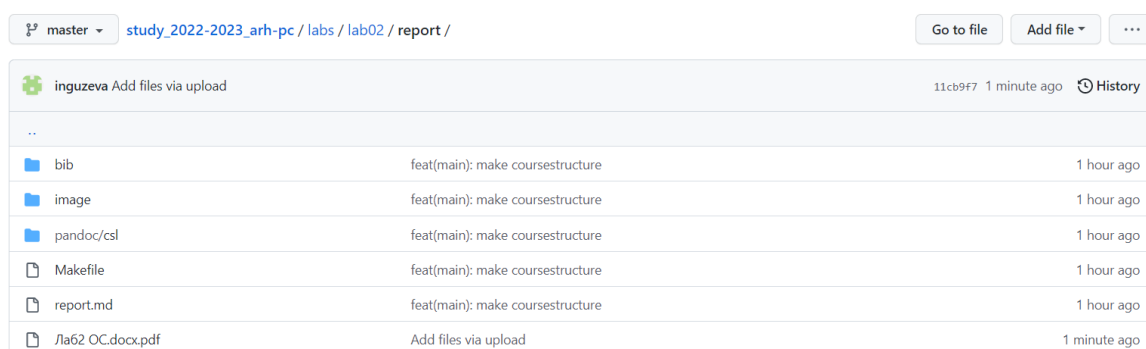 master study_2022-2023_arh-pc / labs / lab02 / report / Go to file Add file ...
inguzeva Add files via upload 11cb9f7 1 minute ago History
..
bib feat(main): make coursestructure 1 hour ago
image feat(main): make coursestructure 1 hour ago
pandoc/csl feat(main): make coursestructure 1 hour ago
Makefile feat(main): make coursestructure 1 hour ago
report.md feat(main): make coursestructure 1 hour ago
Лаб2 ОС.docx.pdf Add files via upload 1 minute ago